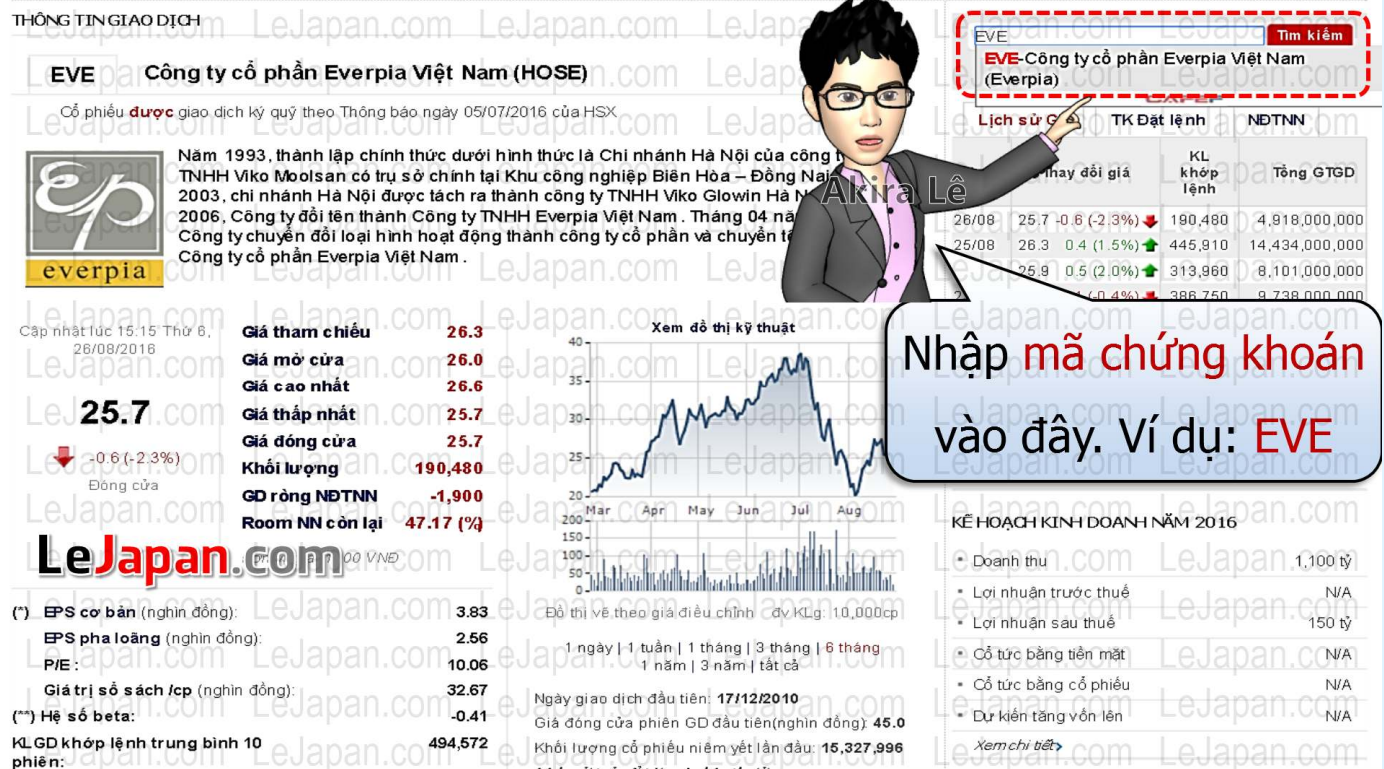 THÔNG TIN GIAO DỊCH
EVE Công ty cổ phần Everpia Việt Nam (HOSE)
Cổ phiếu được giao dịch ký quỹ theo Thông báo ngày 05/07/2016 của HSX
everpia
Năm 1993, thành lập chính thức dưới hình thức là Chi nhánh Hà Nội của công
TNHH Viko Moolsan có trụ sở chính tại Khu công nghiệp Biên Hòa – Đồng Nai
2003, chi nhánh Hà Nội được tách ra thành công ty TNHH Viko Glowin Hà
2006, Công ty đổi tên thành Công ty TNHH Everpia Việt Nam . Tháng 04
Công ty chuyển đổi loại hình hoạt động thành công ty cổ phần và chuyển
Công ty cổ phần Everpia Việt Nam .
Akira Lê
EVE Tìm kiếm
EVE-Công ty cổ phần Everpia Việt Nam
(Everpia)
Lịch sử TK Đặt lệnh NĐTNN
Thay đổi giá KL khớp lệnh Tổng GTGD
26/08 25.7 -0.6 (-2.3%) 190,480 4,918,000,000
25/08 26.3 0.4 (1.5%) 445,910 14,434,000,000
25.9 0.5 (2.0%) 313,960 8,101,000,000
(-0.4%) 386,750 9,738,000,000
Nhập mã chứng khoán
vào đây. Ví dụ: EVE
Cập nhật lúc 15:15 Thứ 6,
26/08/2016
25.7
-0.6 (-2.3%)
Đóng cửa
Giá tham chiếu 26.3
Giá mở cửa 26.0
Giá cao nhất 26.6
Giá thấp nhất 25.7
Giá đóng cửa 25.7
Khối lượng 190,480
GD ròng NĐTNN -1,900
Room NN còn lại 47.17 (%)
LeJapan.com
VNĐ
Xem đồ thị kỹ thuật
40
35
30
25
20
Mar Apr May Jun Jul Aug
200
150
100
50
0
Đồ thị vẽ theo giá điều chỉnh đv KLg: 10,000cp
1 ngày | 1 tuần | 1 tháng | 3 tháng | 6 tháng
1 năm | 3 năm | tất cả
Ngày giao dịch đầu tiên: 17/12/2010
Giá đóng cửa phiên GD đầu tiên(nghìn đồng): 45.0
Khối lượng cổ phiếu niêm yết lần đầu: 15,327,996
(*) EPS cơ bản (nghìn đồng): 3.83
EPS pha loãng (nghìn đồng): 2.56
P/E : 10.06
Giá trị sổ sách /cp (nghìn đồng): 32.67
(**) Hệ số beta: -0.41
KLGD khớp lệnh trung bình 10 494,572
phiên:
KẾ HOẠCH KINH DOANH NĂM 2016
Doanh thu 1,100 tỷ
Lợi nhuận trước thuế N/A
Lợi nhuận sau thuế 150 tỷ
Cổ tức bằng tiền mặt N/A
Cổ tức bằng cổ phiếu N/A
Dự kiến tăng vốn lên N/A
Xem chi tiết